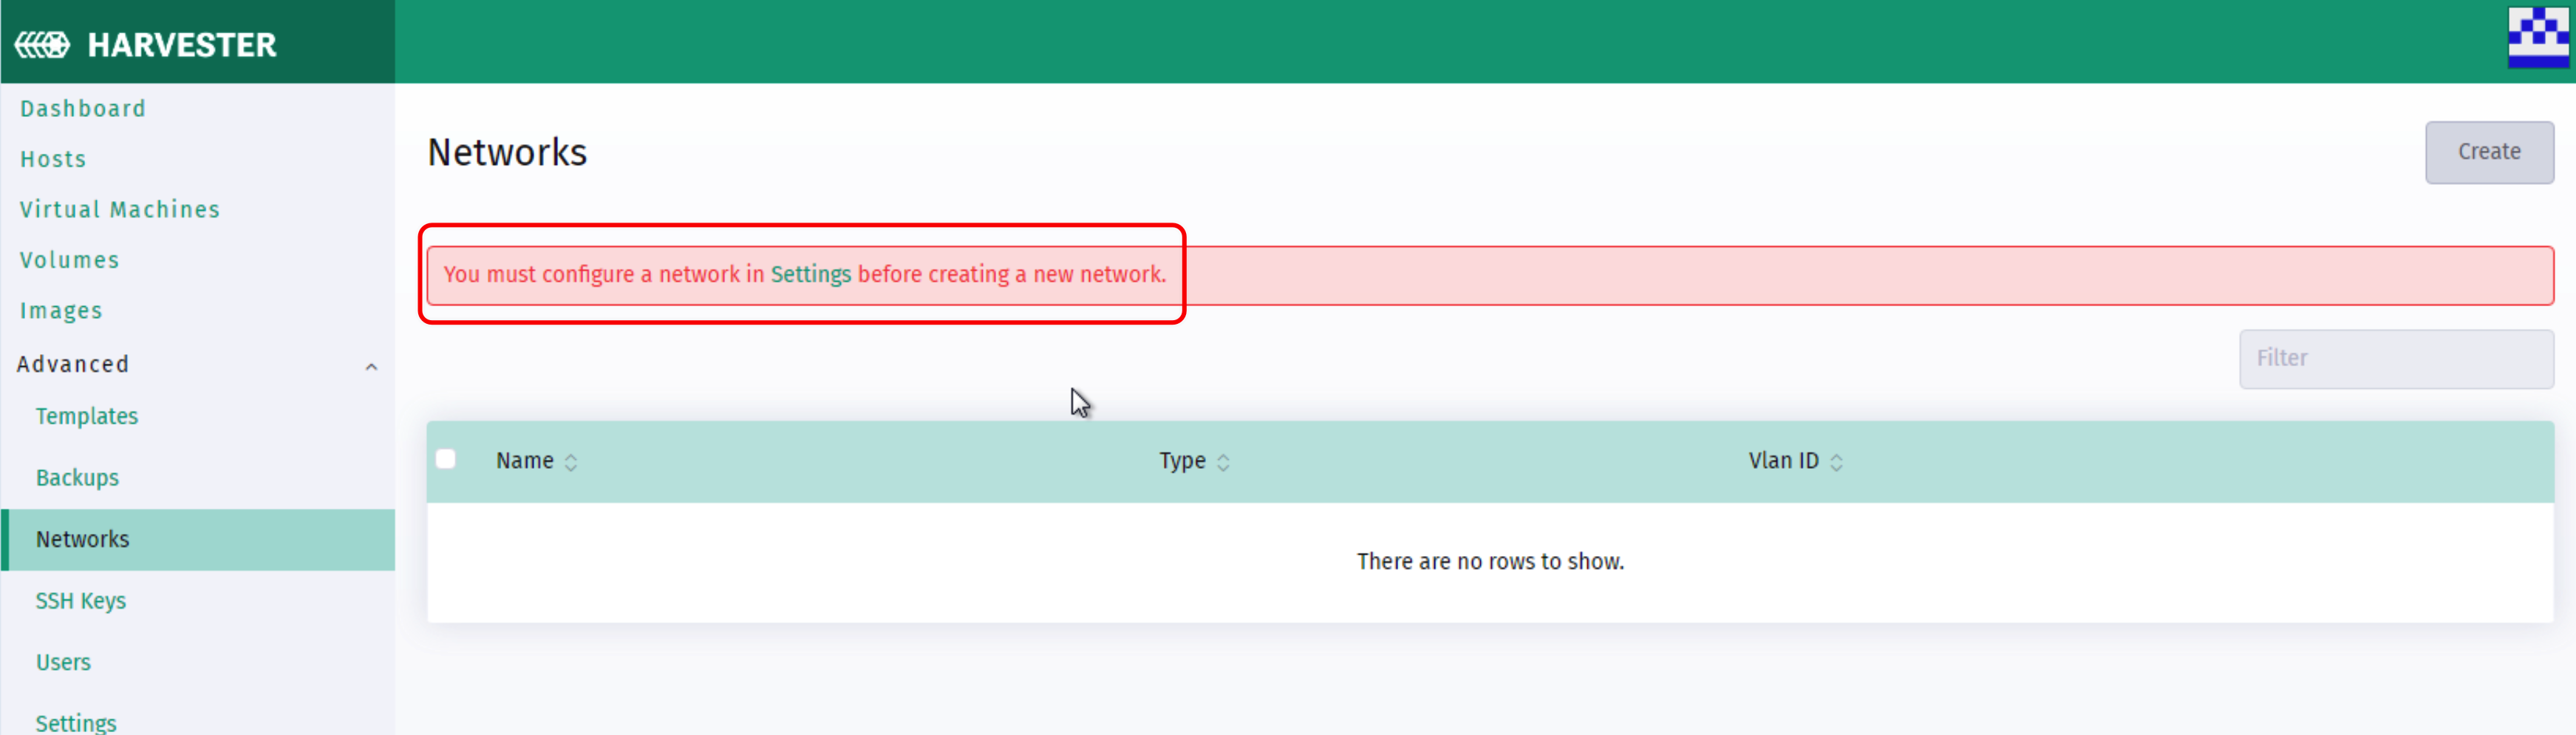 HARVESTER
Dashboard
Hosts
Virtual Machines
Volumes
Images
Advanced
Templates
Backups
Networks
SSH Keys
Users
Settings
Networks
Create
You must configure a network in Settings before creating a new network.
Filter
Name Type Vlan ID
There are no rows to show.